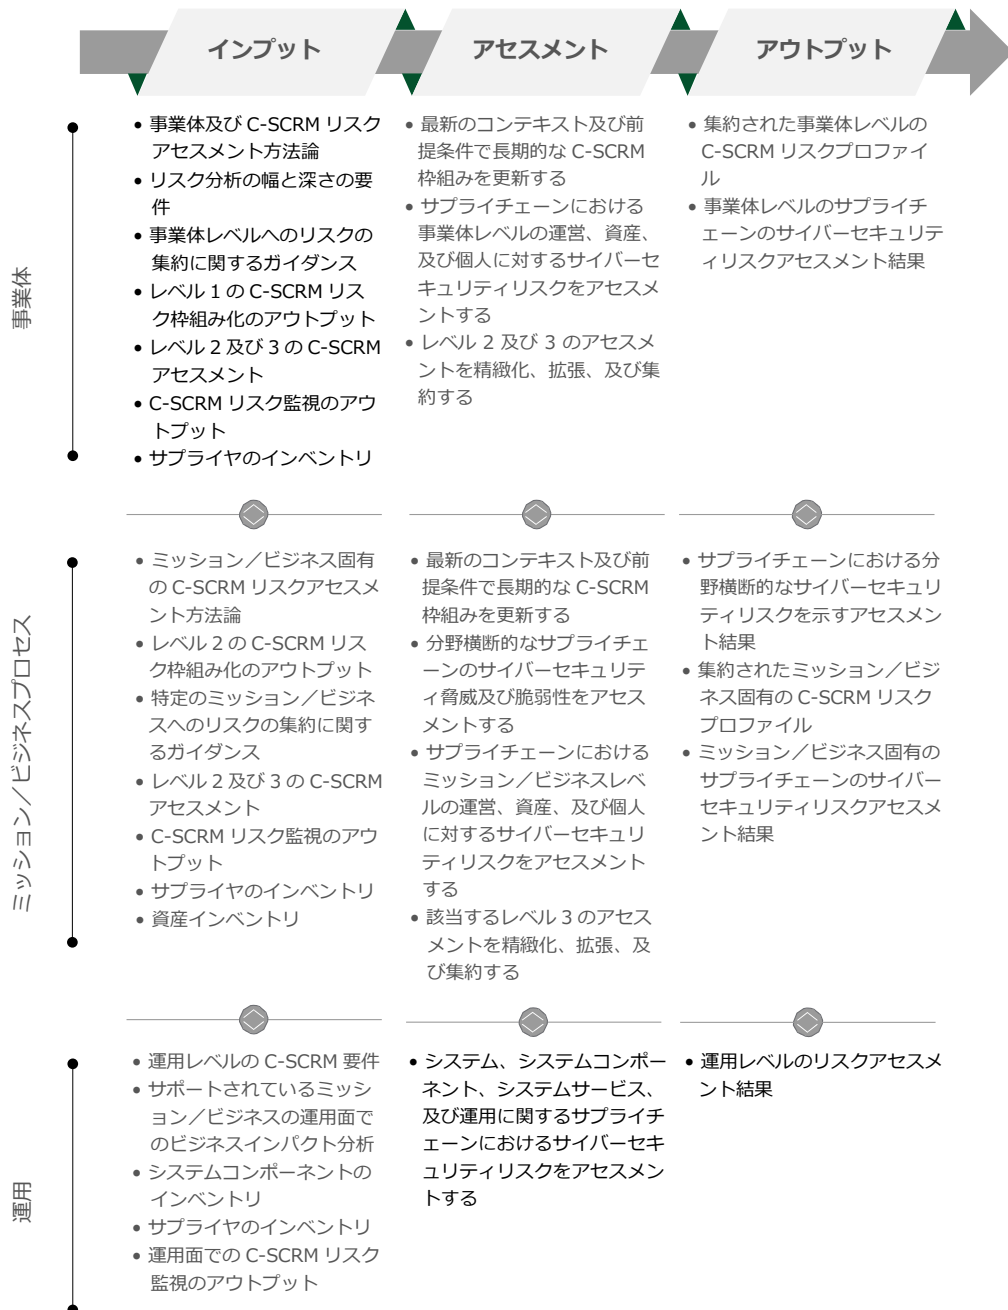 インプット
アセスメント
アウトプット
事業体
• 事業体及び C-SCRM リスク
アセスメント方法論
• リスク分析の幅と深さの要
件
• 事業体レベルへのリスクの
集約に関するガイダンス
• レベル 1 の C-SCRM リス
ク枠組み化のアウトプット
• レベル 2 及び 3 の C-SCRM
アセスメント
• C-SCRM リスク監視のアウ
トプット
• サプライヤのインベントリ
• 最新のコンテキスト及び前
提条件で長期的な C-SCRM
枠組みを更新する
• サプライチェーンにおける
事業体レベルの運営、資産、
及び個人に対するサイバーセ
キュリティリスクをアセスメ
ントする
• レベル 2 及び 3 のアセスメ
ントを精緻化、拡張、及び集
約する
• 集約された事業体レベルの
C-SCRM リスクプロファイ
ル
• 事業体レベルのサプライチ
ェーンのサイバーセキュリテ
ィリスクアセスメント結果
ミッション／ビジネスプロセス
• ミッション／ビジネス固有
の C-SCRM リスクアセスメ
ント方法論
• レベル 2 の C-SCRM リス
ク枠組み化のアウトプット
• 特定のミッション／ビジネ
スへのリスクの集約に関す
るガイダンス
• レベル 2 及び 3 の C-SCRM
アセスメント
• C-SCRM リスク監視のアウ
トプット
• サプライヤのインベントリ
• 資産インベントリ
• 最新のコンテキスト及び前
提条件で長期的な C-SCRM
枠組みを更新する
• 分野横断的なサプライチェ
ーンのサイバーセキュリテ
ィ脅威及び脆弱性をアセス
メントする
• サプライチェーンにおける
ミッション／ビジネスレベ
ルの運営、資産、及び個人
に対するサイバーセキュリ
ティリスクをアセスメント
する
• 該当するレベル 3 のアセス
メントを精緻化、拡張、及
び集約する
• サプライチェーンにおける分
野横断的なサイバーセキュリ
ティリスクを示すアセスメン
ト結果
• 集約されたミッション／ビジ
ネス固有の C-SCRM リスク
プロファイル
• ミッション／ビジネス固有の
サプライチェーンのサイバー
セキュリティリスクアセスメ
ント結果
運用
• 運用レベルの C-SCRM 要件
• サポートされているミッシ
ョン／ビジネスの運用面で
のビジネスインパクト分析
• システムコンポーネントの
インベントリ
• サプライヤのインベントリ
• 運用面での C-SCRM リスク
監視のアウトプット
• システム、システムコンポー
ネント、システムサービス、
及び運用に関するサプライチ
ェーンにおけるサイバーセキ
ュリティリスクをアセスメン
トする
• 運用レベルのリスクアセスメ
ント結果